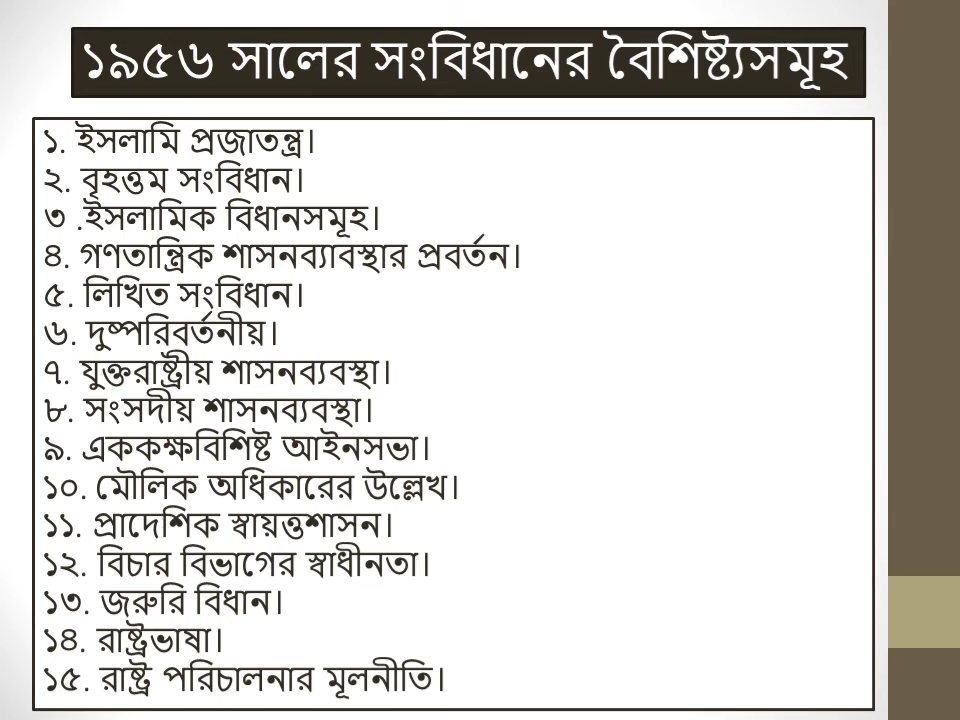 ১৯৫৬ সালের সংবিধানের বৈশিষ্ট্যসমূহ
১. ইসলামি প্রজাতন্ত্র।
২. বৃহত্তম সংবিধান।
৩ .ইসলামিক বিধানসমূহ।
৪. গণতান্ত্রিক শাসনব্যাবস্থার প্রবর্তন।
৫. লিখিত সংবিধান।
৬. দুষ্পরিবর্তনীয়।
৭. যুক্তরাষ্ট্রীয় শাসনব্যবস্থা।
৮. সংসদীয় শাসনব্যবস্থা।
৯. এককক্ষবিশিষ্ট আইনসভা।
১০. মৌলিক অধিকারের উল্লেখ।
১১. প্রাদেশিক স্বায়ত্তশাসন।
১২. বিচার বিভাগের স্বাধীনতা।
১৩. জরুরি বিধান।
১৪. রাষ্ট্রভাষা।
১৫. রাষ্ট্র পরিচালনার মূলনীতি।